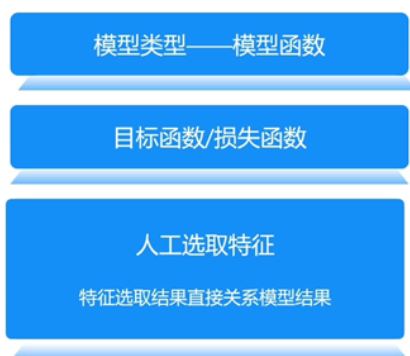 模型类型——模型函数
目标函数/损失函数
人工选取特征
特征选取结果直接关系模型结果